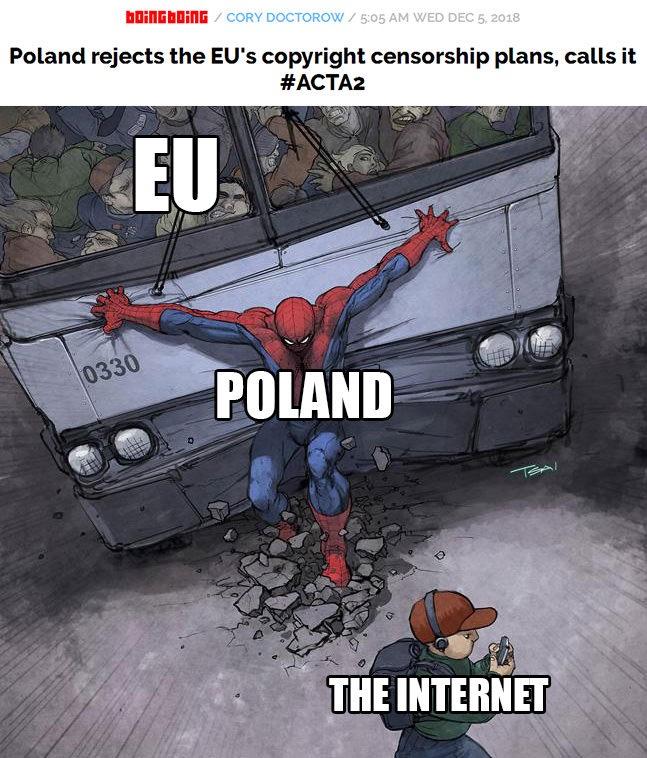 boingboing / CORY DOCTOROW / 5:05 AM WED DEC 5, 2018
Poland rejects the EU's copyright censorship plans, calls it
#ACTA2
EU
0330
POLAND
TSAI
THE INTERNET